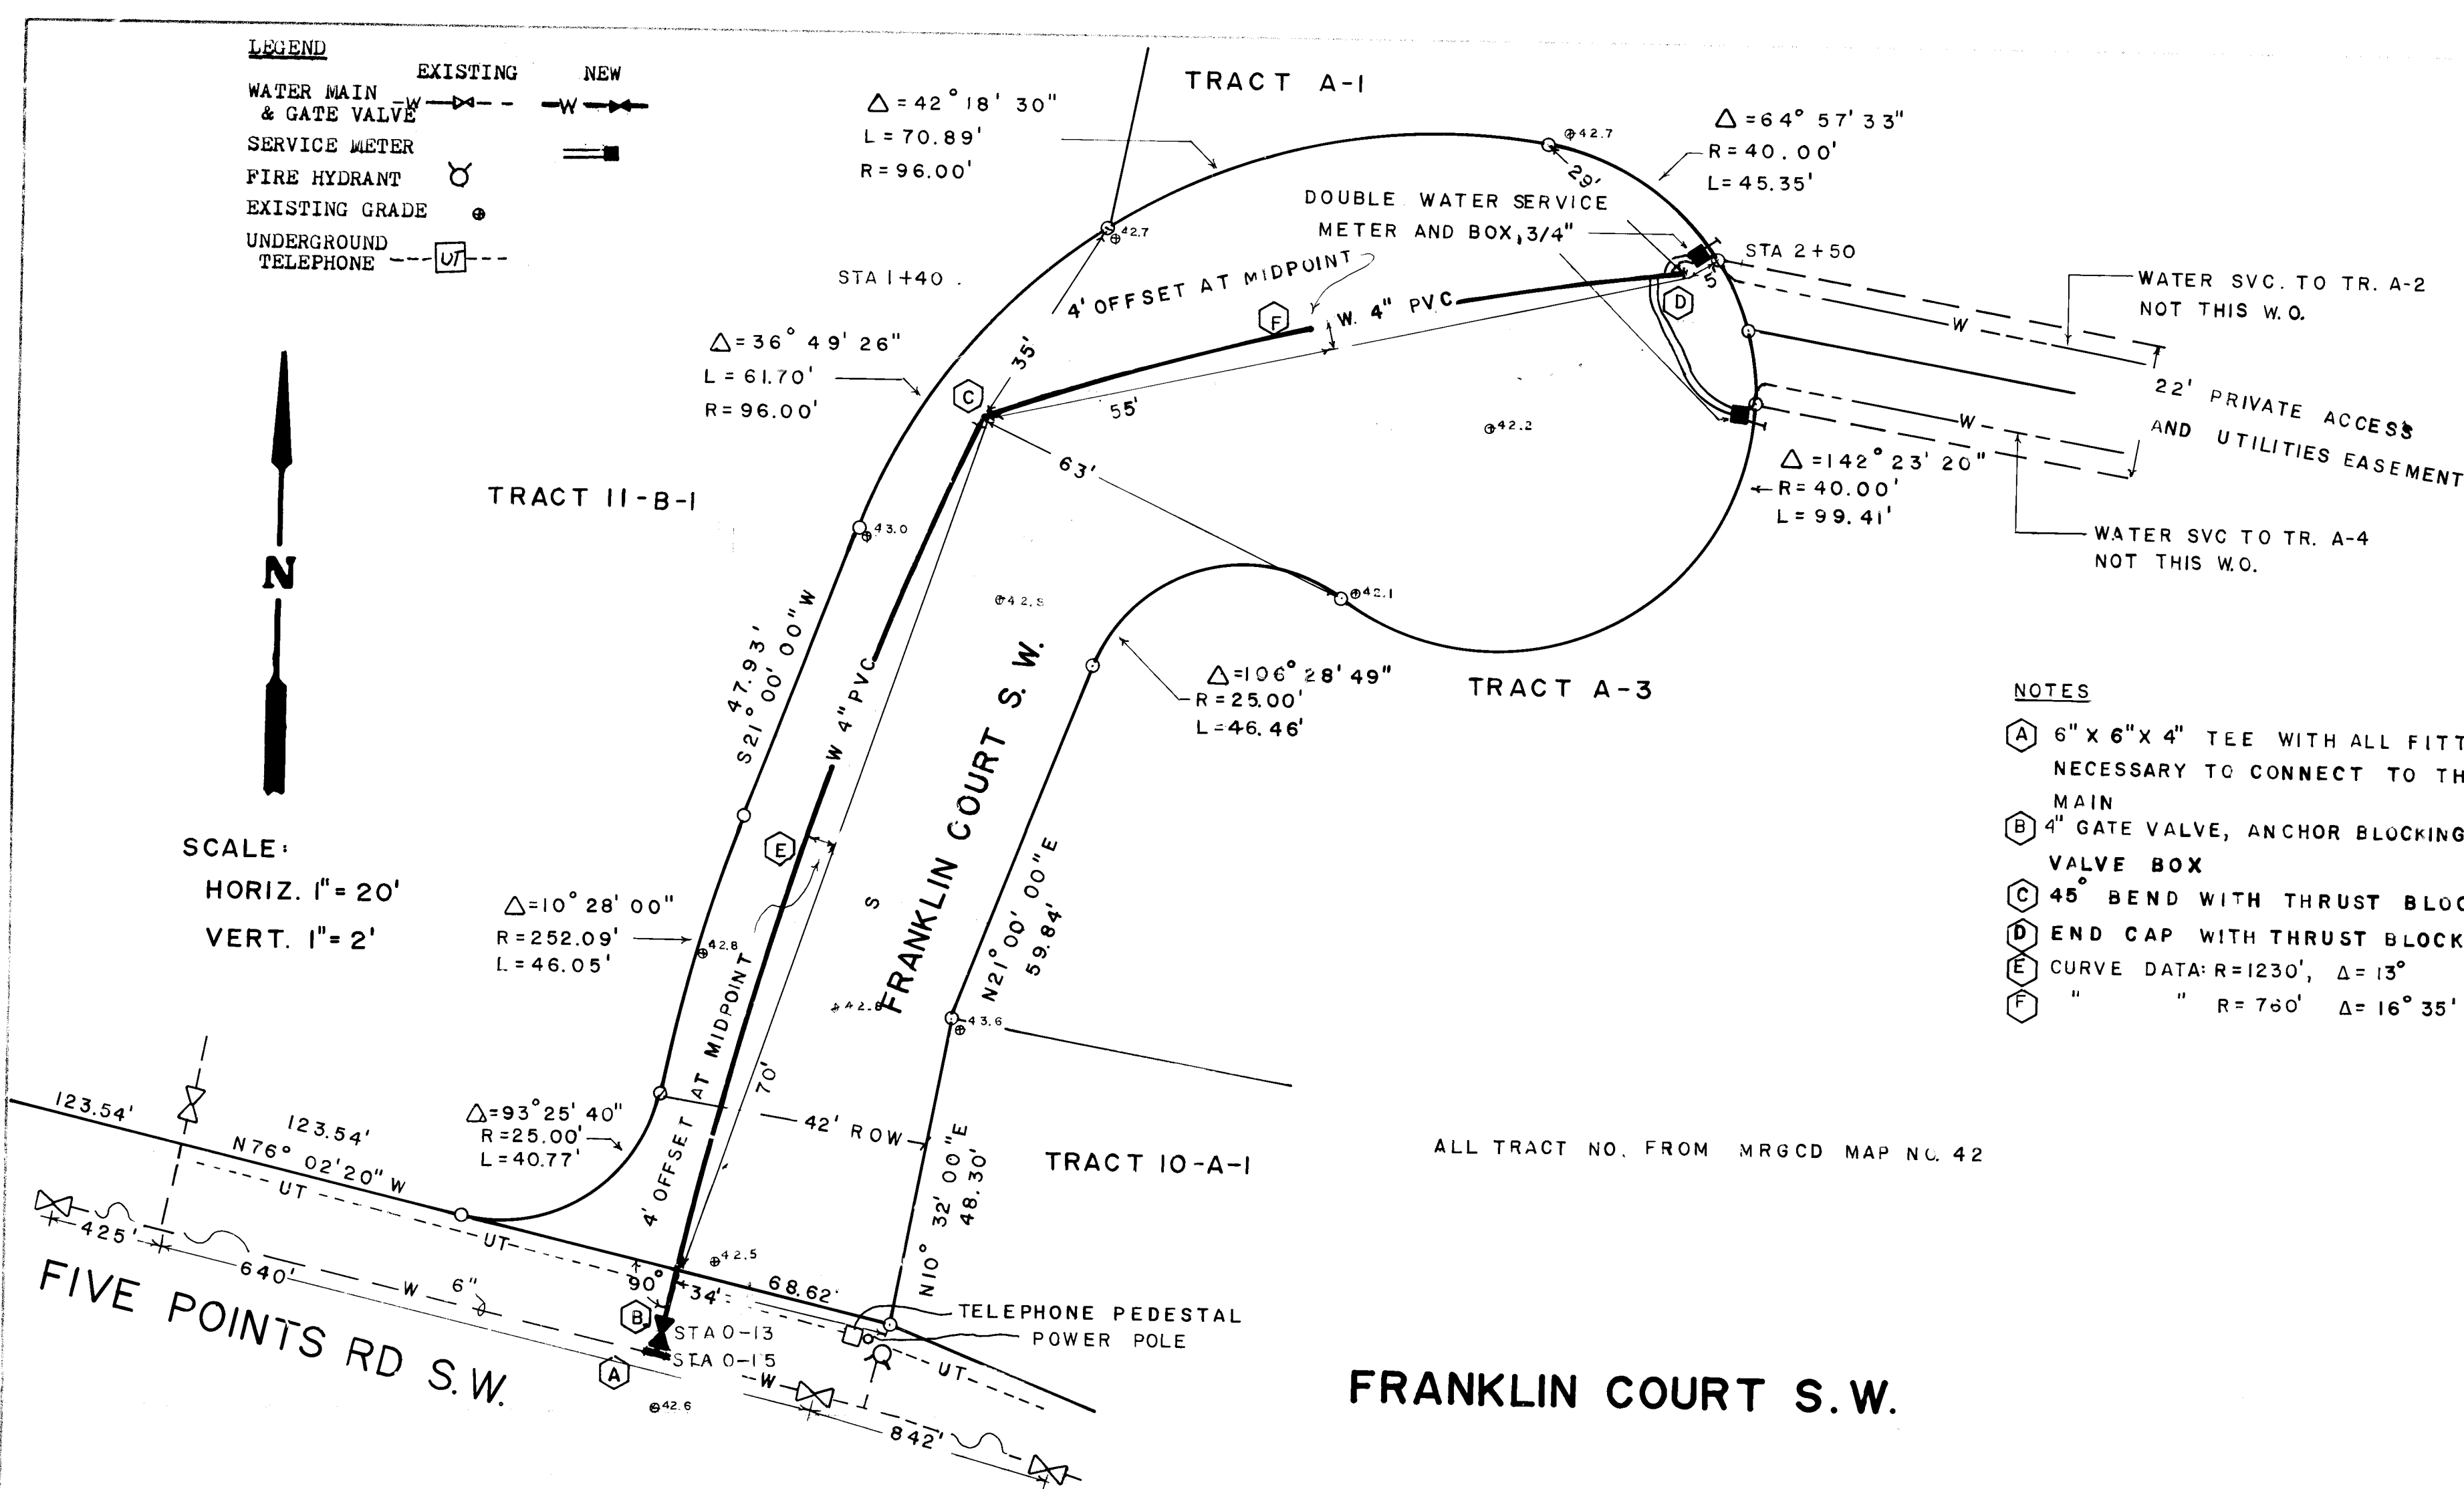 LEGEND
EXISTING NEW
WATER MAIN
& GATE VALVE
W W
SERVICE METER
FIRE HYDRANT
EXISTING GRADE
UNDERGROUND
TELEPHONE
UT
N
SCALE:
HORIZ. 1"= 20'
VERT. 1"= 2'
TRACT A-1
Δ = 42° 18' 30"
L = 70.89'
R = 96.00'
Δ = 64° 57' 33"
R = 40.00'
L = 45.35'
42.7
29'
DOUBLE WATER SERVICE
METER AND BOX, 3/4"
42.7
STA 1+40
4' OFFSET AT MIDPOINT
STA 2+50
5'
D
F
W. 4" PVC
WATER SVC. TO TR. A-2
NOT THIS W.O.
W
22' PRIVATE ACCESS
AND UTILITIES EASEMENT
W
WATER SVC TO TR. A-4
NOT THIS W.O.
Δ = 36° 49' 26"
L = 61.70'
R = 96.00'
35'
C
55'
63'
42.2
Δ = 142° 23' 20"
R = 40.00'
L = 99.41'
TRACT 11-B-1
43.0
42.1
Δ = 106° 28' 49"
R = 25.00'
L = 46.46'
TRACT A-3
47.93'
S21° 00' 00" W
W 4" PVC
E
FRANKLIN COURT S. W.
S
N21° 00' 00" E
59.84'
Δ = 10° 28' 00"
R = 252.09'
L = 46.05'
42.8
42.8
43.6
4' OFFSET AT MIDPOINT
70'
42' ROW
TRACT 10-A-1
N10° 32' 00" E
48.30'
Δ = 93° 25' 40"
R = 25.00'
L = 40.77'
123.54'
123.54'
N76° 02' 20" W
UT
UT
425'
640'
W
6"
FIVE POINTS RD S.W.
42.5
90°
34'
68.62'
B
STA 0-13
STA 0-15
A
42.6
TELEPHONE PEDESTAL
POWER POLE
UT
W
842'
NOTES
A 6" X 6" X 4" TEE WITH ALL FITT
NECESSARY TO CONNECT TO TH
MAIN
B 4" GATE VALVE, ANCHOR BLOCKING
VALVE BOX
C 45° BEND WITH THRUST BLOC
D END CAP WITH THRUST BLOCK
E CURVE DATA: R=1230', Δ= 13°
F " " R= 760' Δ= 16° 35'
ALL TRACT NO. FROM MRGCD MAP NO. 42
FRANKLIN COURT S.W.